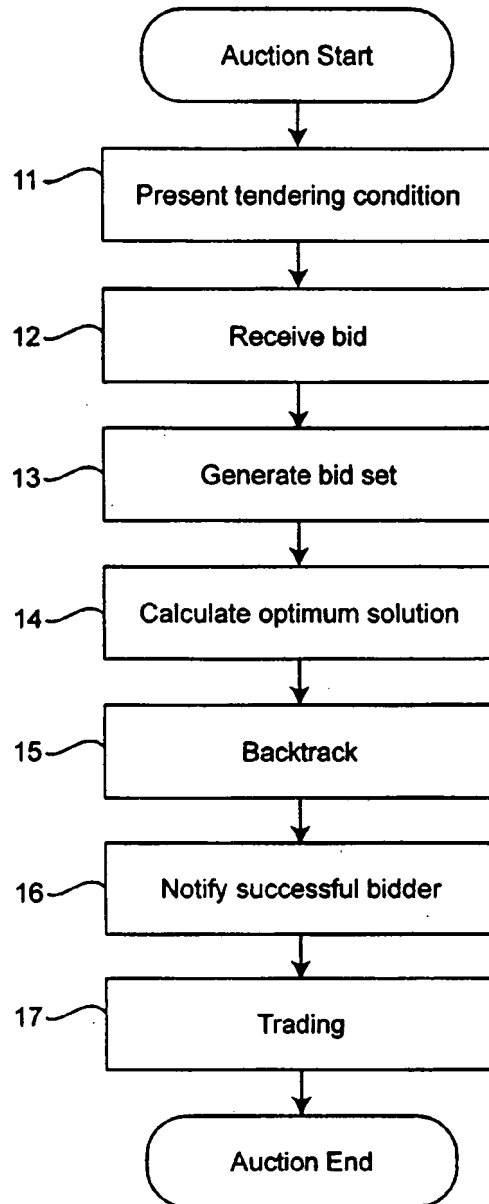 Auction Start
11
Present tendering condition
12
Receive bid
13
Generate bid set
14
Calculate optimum solution
15
Backtrack
16
Notify successful bidder
17
Trading
Auction End